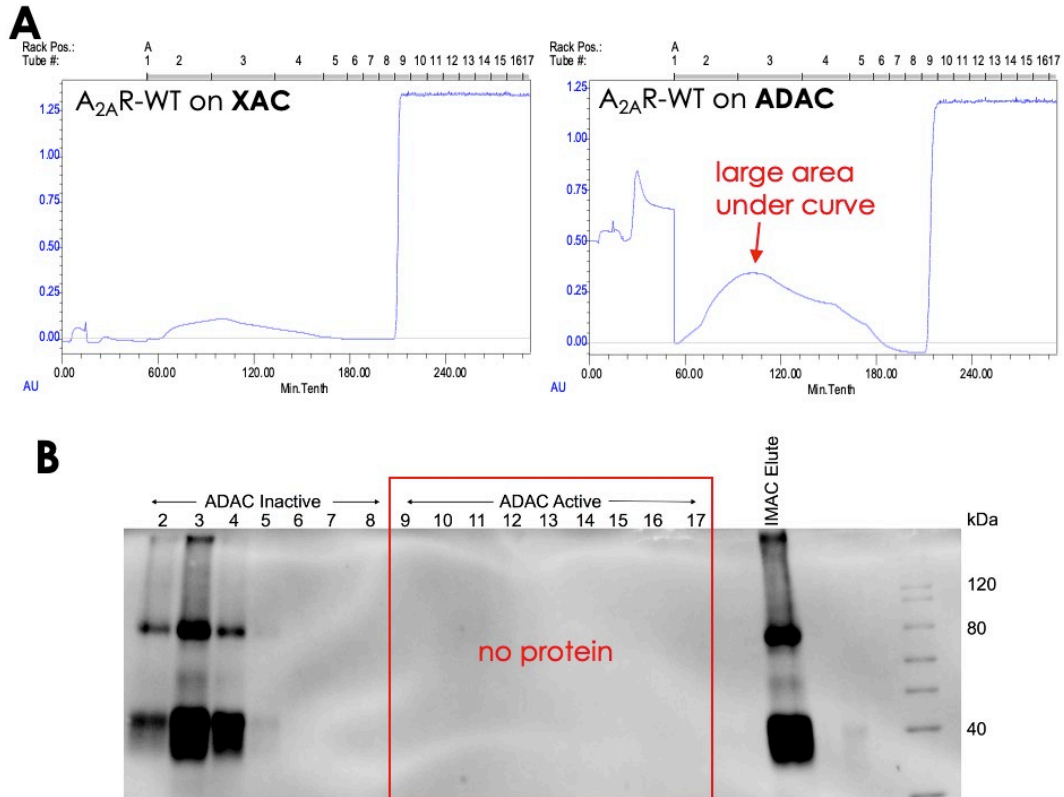 A
Rack Pos.: A
Tube #: 1 2 3 4 5 6 7 8 9 10 11 12 13 14 15 16 17
A2AR-WT on XAC
1.25
1.00
0.75
0.50
0.25
0.00
AU
0.00 60.00 120.00 180.00 240.00
Min.Tenth
Rack Pos.: A
Tube #: 1 2 3 4 5 6 7 8 9 10 11 12 13 14 15 16 17
A2AR-WT on ADAC
large area
under curve
1.25
1.00
0.75
0.50
0.25
0.00
AU
0.00 60.00 120.00 180.00 240.00
Min.Tenth
B
ADAC Inactive
ADAC Active
IMAC Elute
2 3 4 5 6 7 8 9 10 11 12 13 14 15 16 17
kDa
120
80
40
no protein